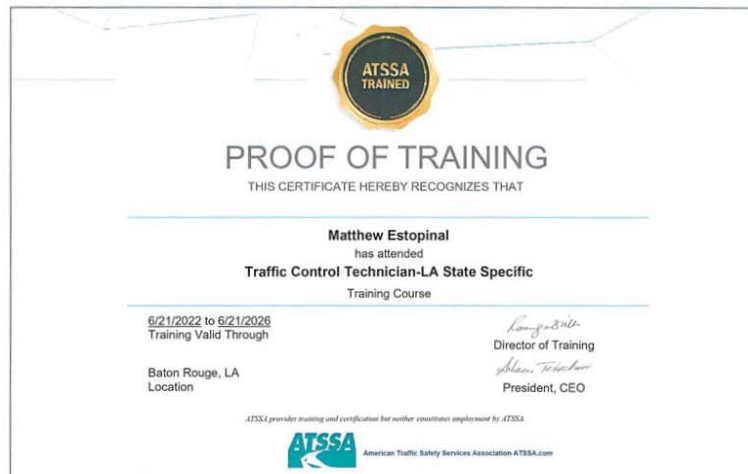 ATSSA
TRAINED
PROOF OF TRAINING
THIS CERTIFICATE HEREBY RECOGNIZES THAT
Matthew Estopinal
has attended
Traffic Control Technician-LA State Specific
Training Course
6/21/2022 to 6/21/2026
Training Valid Through
Director of Training
Baton Rouge, LA
Location
President, CEO
ATSSA provides training and certification but neither constitutes employment by ATSSA.
ATSSA
American Traffic Safety Services Association ATSSA.com